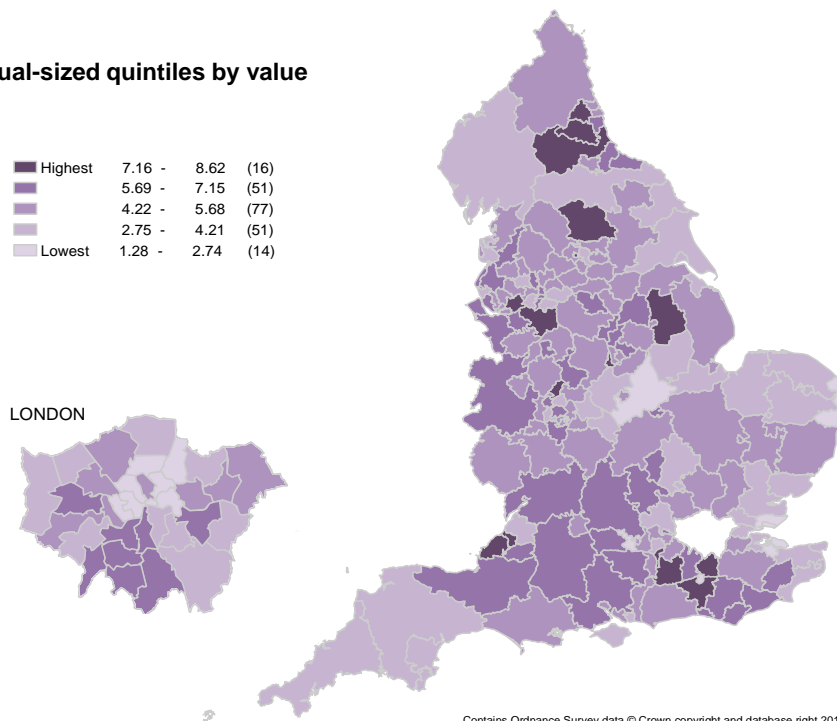 ual-sized quintiles by value
Highest 7.16 - 8.62 (16)
5.69 - 7.15 (51)
4.22 - 5.68 (77)
2.75 - 4.21 (51)
Lowest 1.28 - 2.74 (14)
LONDON
Contains Ordnance Survey data © Crown copyright and database right 201